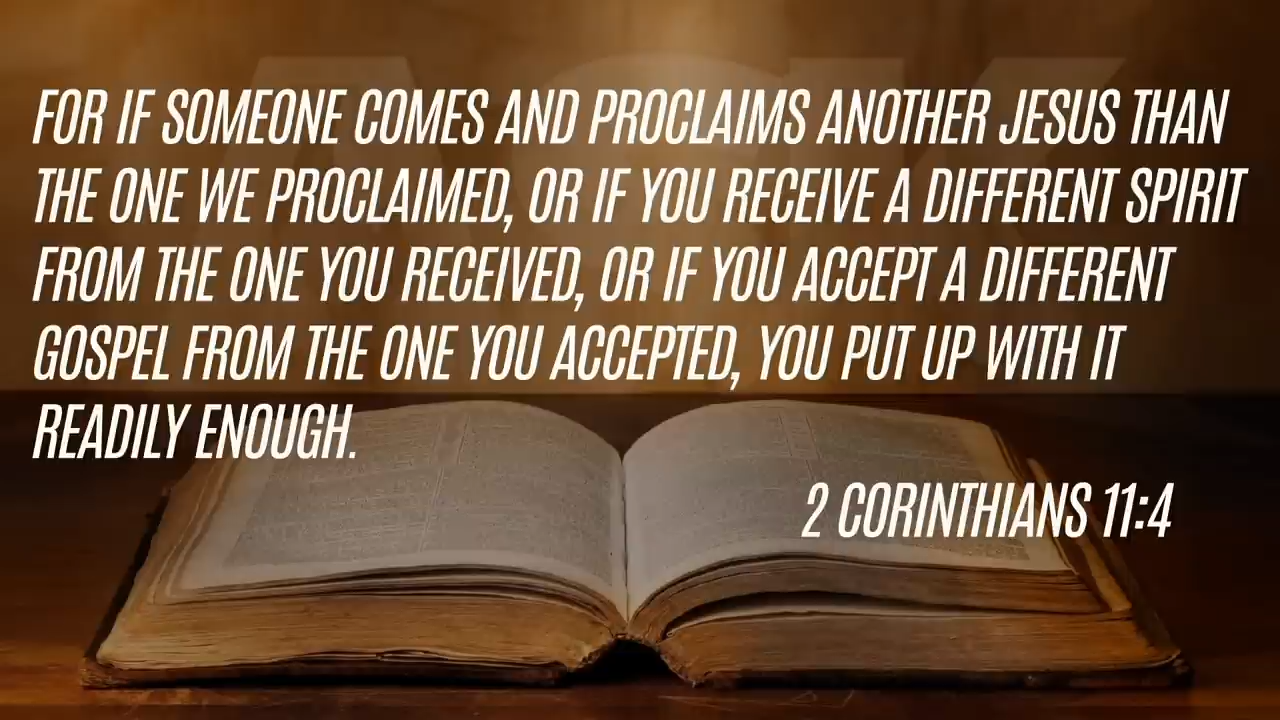 FOR IF SOMEONE COMES AND PROCLAIMS ANOTHER JESUS THAN
THE ONE WE PROCLAIMED, OR IF YOU RECEIVE A DIFFERENT SPIRIT
FROM THE ONE YOU RECEIVED, OR IF YOU ACCEPT A DIFFERENT
GOSPEL FROM THE ONE YOU ACCEPTED, YOU PUT UP WITH IT
READILY ENOUGH.
2 CORINTHIANS 11:4